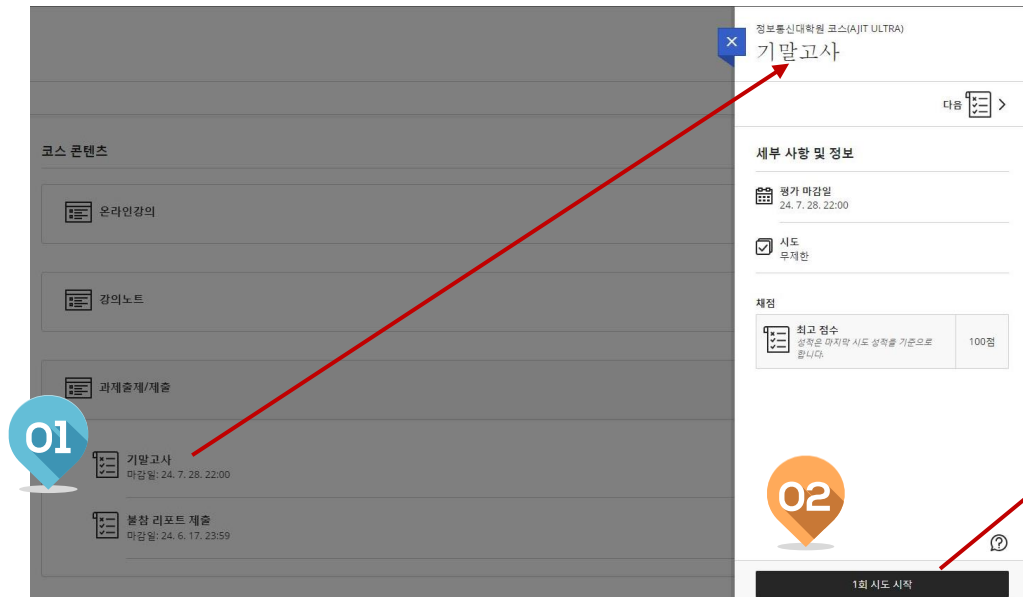 정보통신대학원 코스(AJIT ULTRA)
기말고사
다음
코스 콘텐츠
온라인강의
강의노트
과제출제/제출
01
기말고사
마감일: 24. 7. 28. 22:00
불참 리포트 제출
마감일: 24. 6. 17. 23:59
세부 사항 및 정보
평가 마감일
24. 7. 28. 22:00
시도
무제한
채점
최고 점수
성적은 마지막 시도 성적을 기준으로
합니다.
100점
02
1회 시도 시작